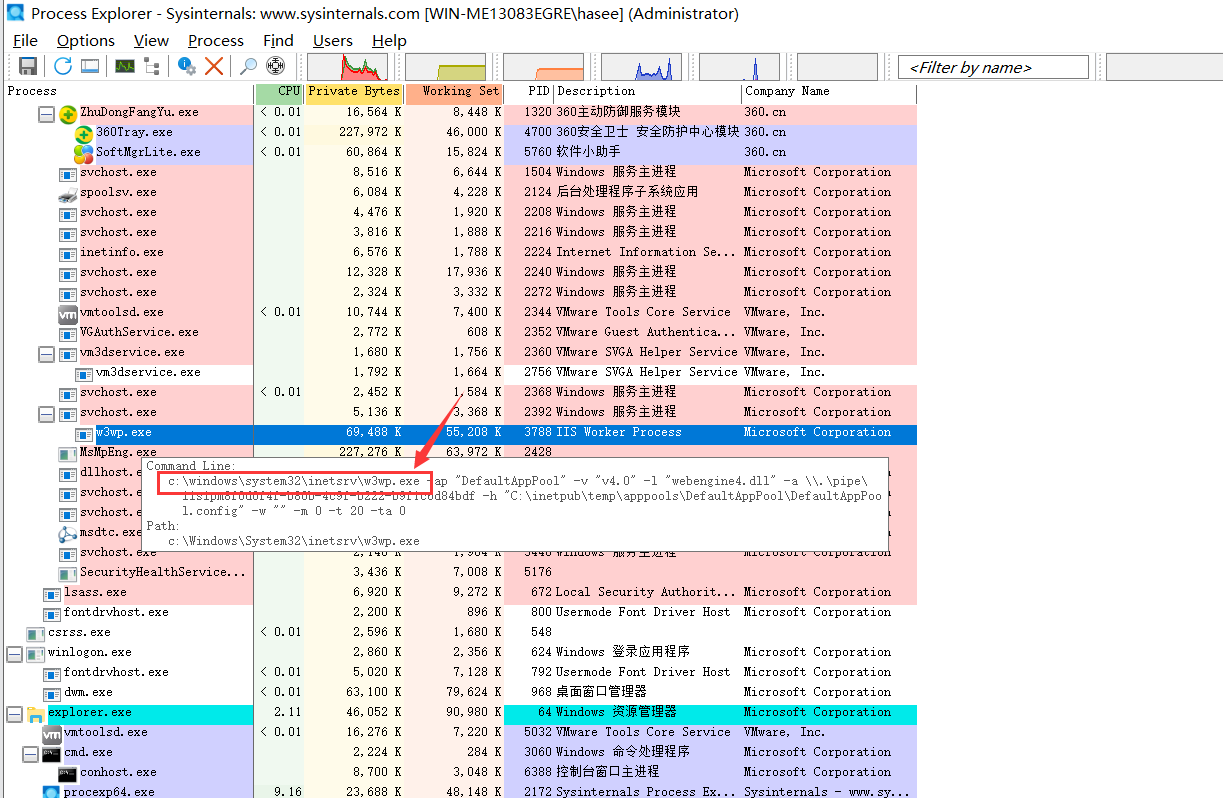 Process Explorer - Sysinternals: www.sysinternals.com [WIN-ME13083EGRE\hasee] (Administrator)
File Options View Process Find Users Help
<Filter by name>
Process CPU Private Bytes Working Set PID Description Company Name
ZhuDongFangYu.exe < 0.01 16,564 K 8,448 K 1320 360主动防御服务模块 360.cn
360Tray.exe < 0.01 227,972 K 46,000 K 4700 360安全卫士 安全防护中心模块 360.cn
SoftMgrLite.exe < 0.01 60,864 K 15,824 K 5760 软件小助手 360.cn
svchost.exe 8,516 K 6,644 K 1504 Windows 服务主进程 Microsoft Corporation
spoolsv.exe 6,084 K 4,228 K 2124 后台处理程序子系统应用 Microsoft Corporation
svchost.exe 4,476 K 1,920 K 2208 Windows 服务主进程 Microsoft Corporation
svchost.exe 3,816 K 1,888 K 2216 Windows 服务主进程 Microsoft Corporation
inetinfo.exe 6,576 K 1,788 K 2224 Internet Information Se... Microsoft Corporation
svchost.exe 12,328 K 17,936 K 2240 Windows 服务主进程 Microsoft Corporation
svchost.exe 2,324 K 3,332 K 2272 Windows 服务主进程 Microsoft Corporation
vmtoolsd.exe < 0.01 10,744 K 7,400 K 2344 VMware Tools Core Service VMware, Inc.
VGAuthService.exe 2,772 K 608 K 2352 VMware Guest Authentica... VMware, Inc.
vm3dservice.exe 1,680 K 1,756 K 2360 VMware SVGA Helper Service VMware, Inc.
vm3dservice.exe 1,792 K 1,664 K 2756 VMware SVGA Helper Service VMware, Inc.
svchost.exe < 0.01 2,452 K 1,584 K 2368 Windows 服务主进程 Microsoft Corporation
svchost.exe 5,136 K 3,368 K 2392 Windows 服务主进程 Microsoft Corporation
w3wp.exe 69,488 K 55,208 K 3788 IIS Worker Process Microsoft Corporation
MsMpEng.exe 227,276 K 63,972 K 2428
dllhost.e
Command Line:
c:\windows\system32\inetsrv\w3wp.exe -ap "DefaultAppPool" -v "v4.0" -l "webengine4.dll" -a \\.\pipe\
svchost.e
-h "C:\inetpub\temp\apppools\DefaultAppPool\DefaultAppPoo
svchost.e
l.config" -w "" -m 0 -t 20 -ta 0
msdtc.exe
Path:
c:\Windows\System32\inetsrv\w3wp.exe
svchost.exe Windows 服务主进程 Microsoft Corporation
SecurityHealthService... 3,436 K 7,008 K 5176
lsass.exe 6,920 K 9,272 K 672 Local Security Authorit... Microsoft Corporation
fontdrvhost.exe 2,200 K 896 K 800 Usermode Font Driver Host Microsoft Corporation
csrss.exe < 0.01 2,596 K 1,680 K 548
winlogon.exe 2,860 K 2,356 K 624 Windows 登录应用程序 Microsoft Corporation
fontdrvhost.exe < 0.01 5,020 K 7,128 K 792 Usermode Font Driver Host Microsoft Corporation
dwm.exe < 0.01 63,100 K 79,624 K 968 桌面窗口管理器 Microsoft Corporation
explorer.exe 2.11 46,052 K 90,980 K 64 Windows 资源管理器 Microsoft Corporation
vmtoolsd.exe < 0.01 16,276 K 7,220 K 5032 VMware Tools Core Service VMware, Inc.
cmd.exe 2,224 K 284 K 3060 Windows 命令处理程序 Microsoft Corporation
conhost.exe 8,700 K 3,048 K 6388 控制台窗口主进程 Microsoft Corporation
procexp64.exe 9.16 23,688 K 48,148 K 2172 Sysinternals Process Ex... Sysinternals - www.sy...